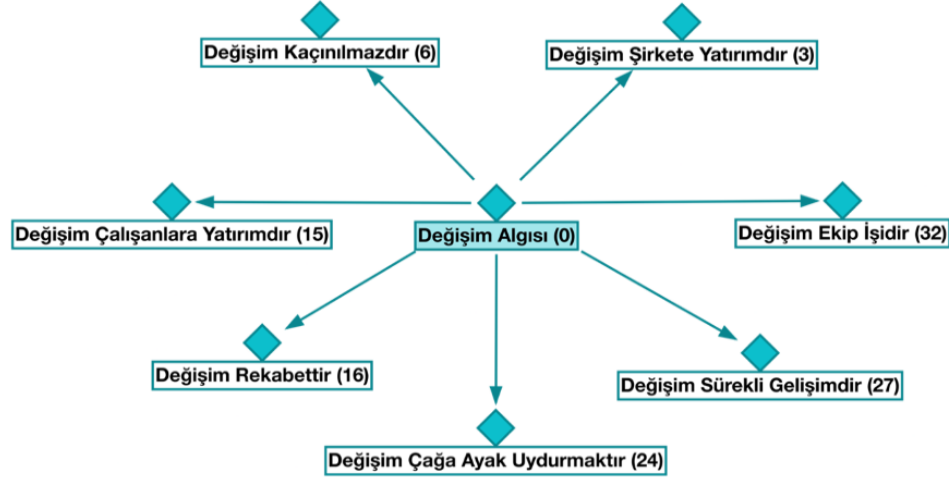 Değişim Kaçınılmazdır (6)
Değişim Şirkete Yatırımdır (3)
Değişim Çalışanlara Yatırımdır (15)
Değişim Algısı (0)
Değişim Ekip İşidir (32)
Değişim Rekabettir (16)
Değişim Sürekli Gelişimdir (27)
Değişim Çağa Ayak Uydurmaktır (24)